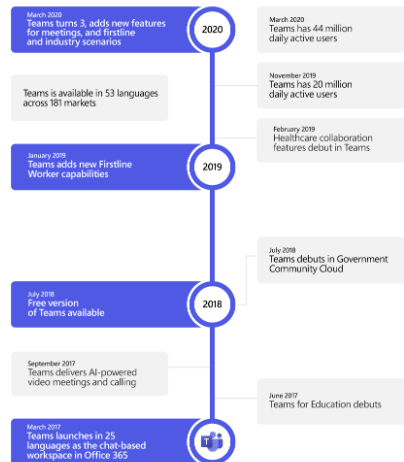 March 2020
Teams turns 3, adds new features
for meetings, and firstline
and industry scenarios
2020
March 2020
Teams has 44 million
daily active users
November 2019
Teams has 20 million
daily active users
Teams is available in 53 languages
across 181 markets
February 2019
Healthcare collaboration
features debut in Teams
January 2019
Teams adds new Firstline
Worker capabilities
2019
July 2018
Teams debuts in Government
Community Cloud
July 2018
Free version
of Teams available
2018
September 2017
Teams delivers AI-powered
video meetings and calling
June 2017
Teams for Education debuts
March 2017
Teams launches in 25
languages as the chat-based
workspace in Office 365
T